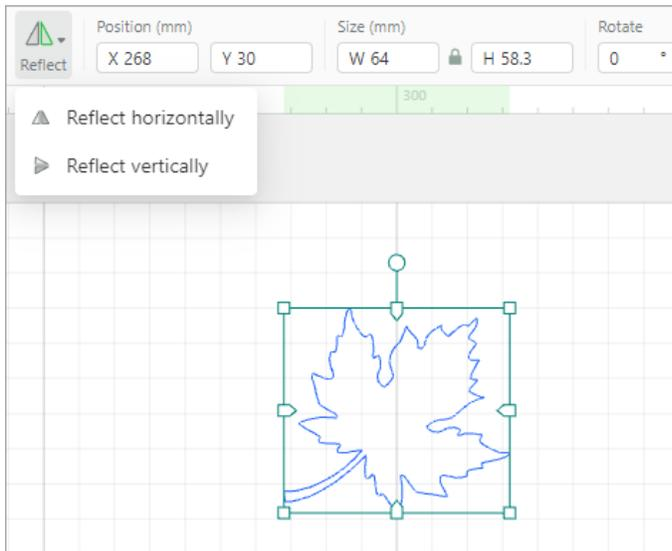 Position (mm)
Size (mm)
Rotate
Reflect
X 268
Y 30
W 64
H 58.3
0 °
300
Reflect horizontally
Reflect vertically